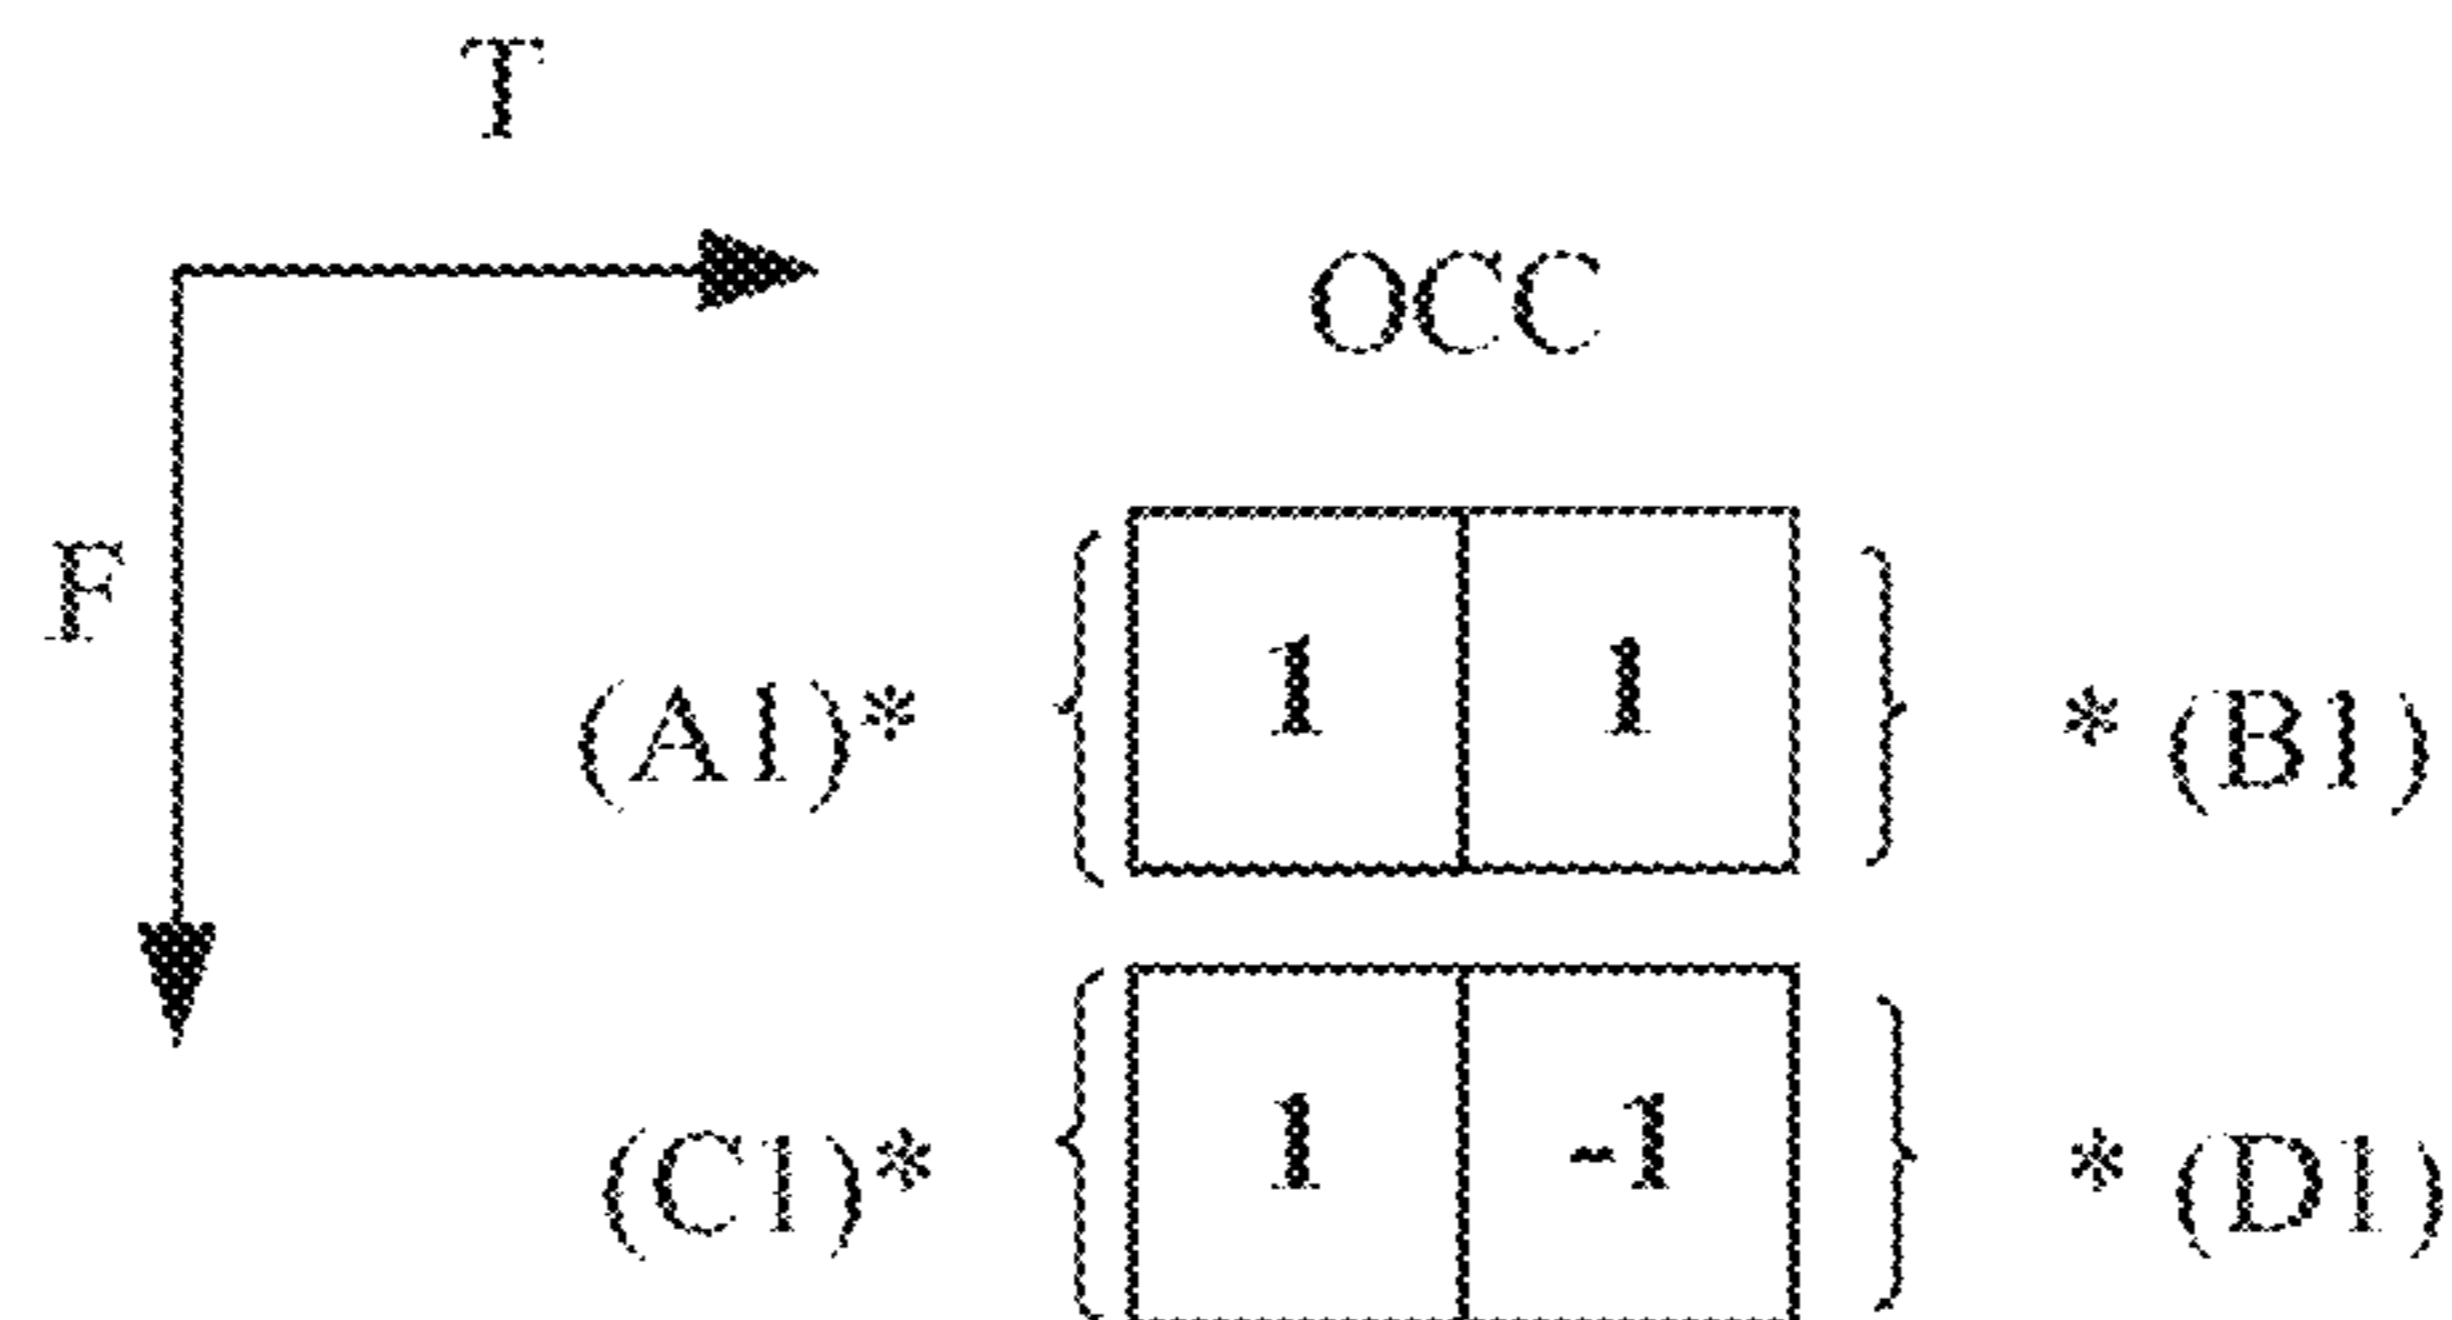 T
OCC
F
(A1)* { 1 1 } * (B1)
(C1)* { 1 -1 } * (D1)